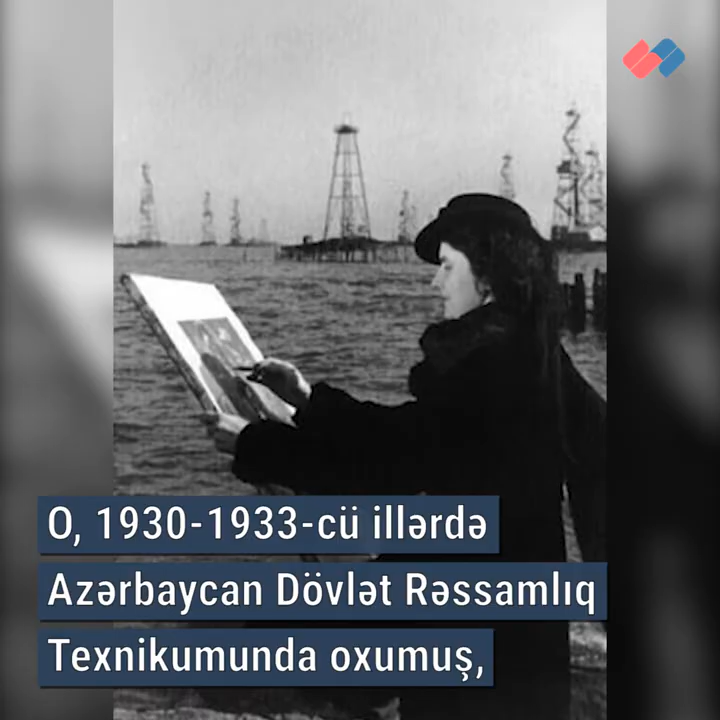 O, 1930-1933-cü illərdə
Azərbaycan Dövlət Rəssamlıq
Texnikumunda oxumuş,